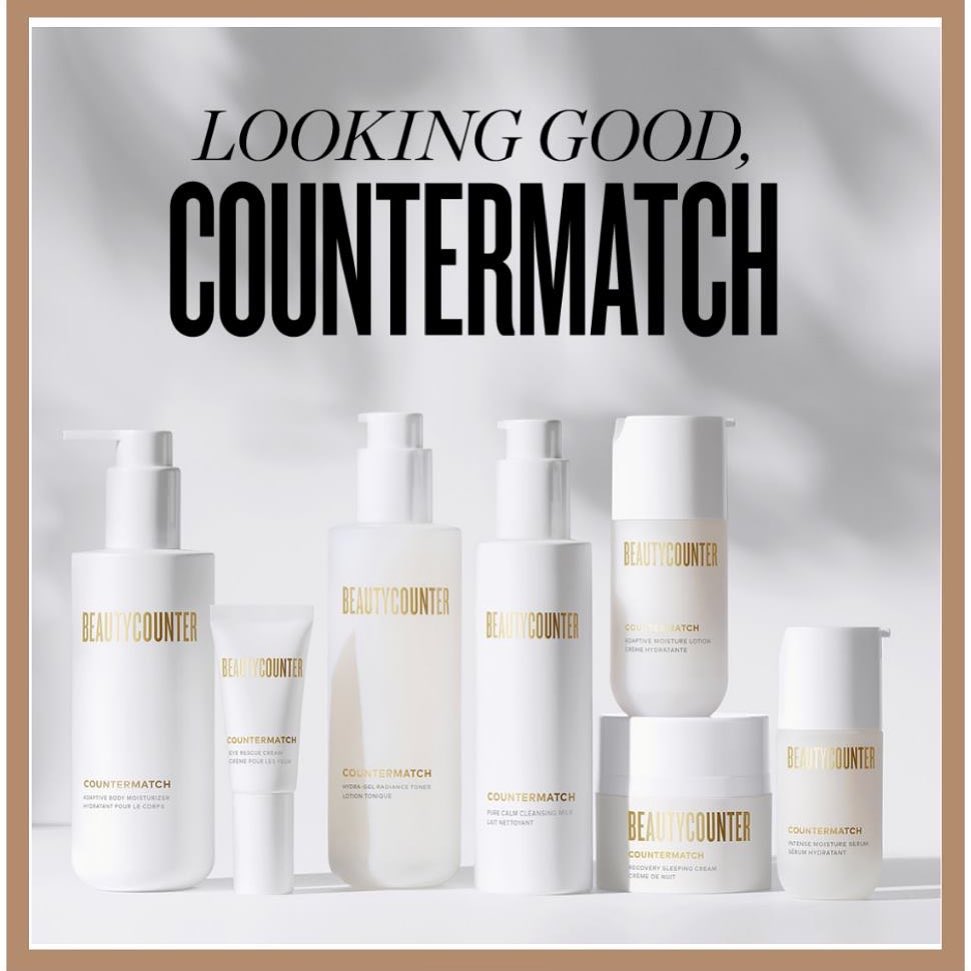 LOOKING GOOD,
COUNTERMATCH
BEAUTYCOUNTER
COUNTERMATCH
ADAPTIVE BODY MOISTURIZER
HYDRATANT POUR LE CORPS
BEAUTYCOUNTER
COUNTERMATCH
EYE RESCUE CREAM
CRÈME POUR LES YEUX
BEAUTYCOUNTER
COUNTERMATCH
HYDRA-GEL RADIANCE TONER
LOTION TONIQUE
BEAUTYCOUNTER
COUNTERMATCH
PURE CALM CLEANSING MILK
LAIT NETTOYANT
BEAUTYCOUNTER
COUNTERMATCH
ADAPTIVE MOISTURE LOTION
CRÈME HYDRATANTE
BEAUTYCOUNTER
COUNTERMATCH
RECOVERY SLEEPING CREAM
CRÈME DE NUIT
BEAUTYCOUNTER
COUNTERMATCH
INTENSE MOISTURE SERUM
SÉRUM HYDRATANT